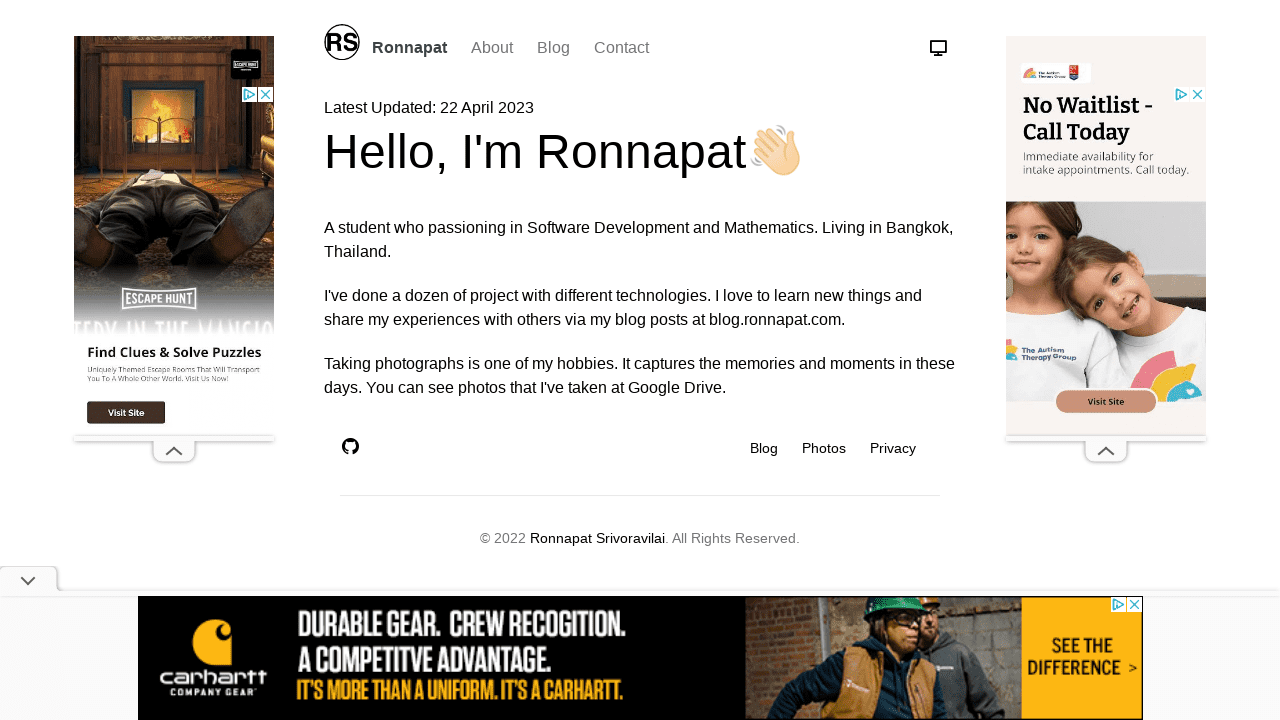 RS
Ronnapat
About
Blog
Contact
Latest Updated: 22 April 2023
Hello, I'm Ronnapat
A student who passioning in Software Development and Mathematics. Living in Bangkok,
Thailand.
I've done a dozen of project with different technologies. I love to learn new things and
share my experiences with others via my blog posts at blog.ronnapat.com.
Taking photographs is one of my hobbies. It captures the memories and moments in these
days. You can see photos that I've taken at Google Drive.
Blog
Photos
Privacy
© 2022 Ronnapat Srivoravilai. All Rights Reserved.
ESCAPE HUNT
ESCAPE HUNT
Find Clues & Solve Puzzles
Uniquely Themed Escape Rooms That Will Transport
You To A Whole Other World. Visit Us Now!
Visit Site
The Autism
Therapy Group
No Waitlist -
Call Today
Immediate availability for
intake appointments. Call today.
The Autism
Therapy Group
Visit Site
carhartt
COMPANY GEAR
DURABLE GEAR. CREW RECOGITION.
A COMPETITVE ADVANTAGE.
IT'S MORE THAN A UNIFORM. IT'S A CARHARTT.
SEE THE
DIFFERENCE >